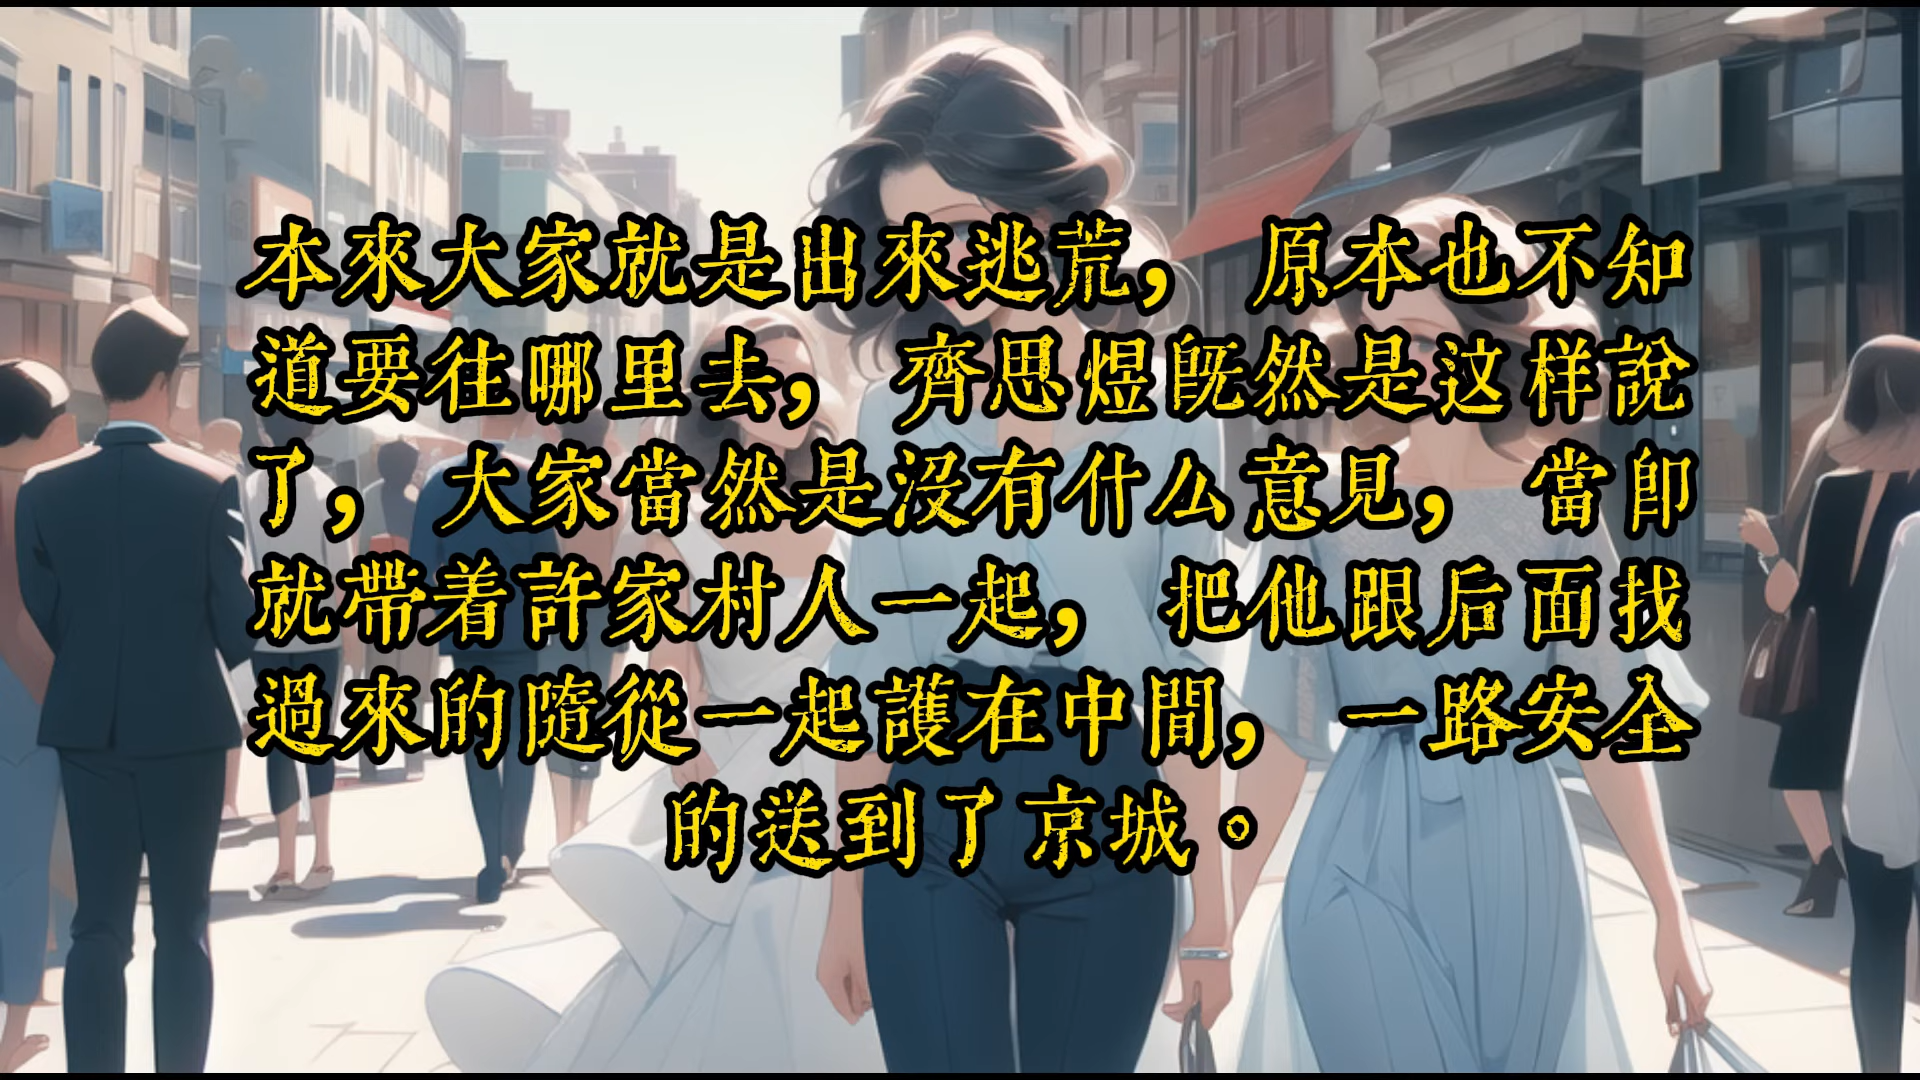 本來大家就是出來逃荒，原本也不知
道要往哪里去，齊思煜既然是这样說
了，大家當然是沒有什么意見，當即
就帶着許家村人一起，把他跟后面找
過來的隨從一起護在中間，一路安全
的送到了京城。